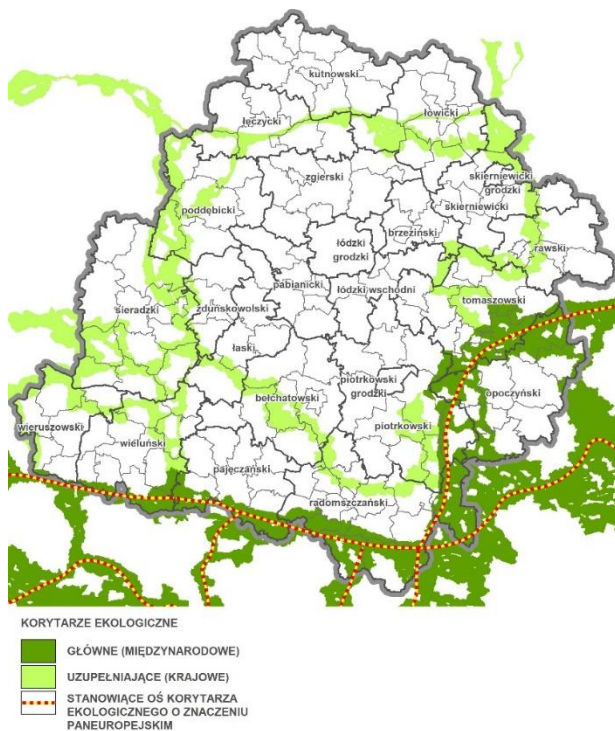 kutnowski
łęczycki
łowicki
zgierski
skierniewicki
grodzki
skierniewicki
poddębicki
brzeziński
łódzki
grodzki
rawski
pabianicki
łódzki wschodni
tomaszowski
sieradzki
zduńskowolski
łaski
piotrkowski
grodzki
opoczyński
bełchatowski
wieruszowski
wieluński
piotrkowski
pajęczański
radomszczański
KORYTARZE EKOLOGICZNE
GŁÓWNE (MIĘDZYNARODOWE)
UZUPEŁNIAJĄCE (KRAJOWE)
STANOWIĄCE OŚ KORYTARZA
EKOLOGICZNEGO O ZNACZENIU
PANEUROPEJSKIM